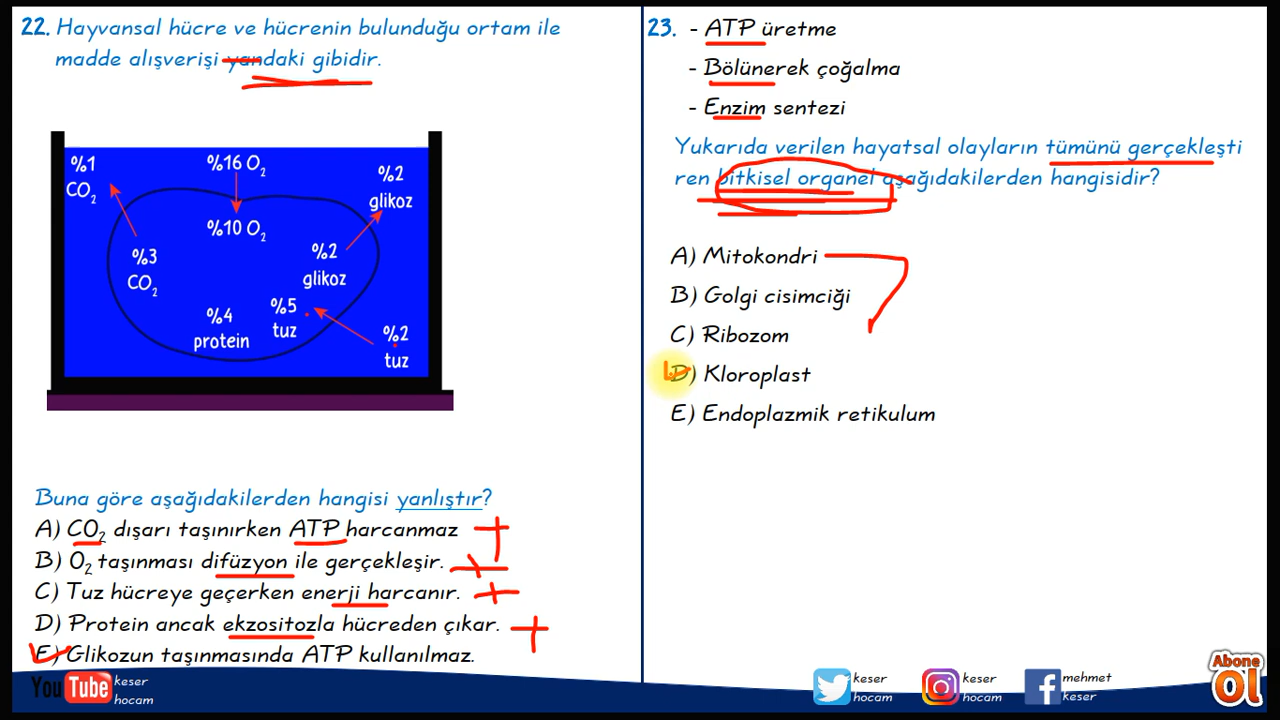 22. Hayvansal hücre ve hücrenin bulunduğu ortam ile
madde alışverişi yandaki gibidir.
%1
CO2
%16 O2
%2
glikoz
%10 O2
%3
CO2
%2
glikoz
%4
protein
%5
tuz
%2
tuz
Buna göre aşağıdakilerden hangisi yanlıştır?
A) CO2 dışarı taşınırken ATP harcanmaz
B) O2 taşınması difüzyon ile gerçekleşir.
C) Tuz hücreye geçerken enerji harcanır.
D) Protein ancak ekzositozla hücreden çıkar.
E) Glikozun taşınmasında ATP kullanılmaz.
23. - ATP üretme
- Bölünerek çoğalma
- Enzim sentezi
Yukarıda verilen hayatsal olayların tümünü gerçekleşti
ren bitkisel organel aşağıdakilerden hangisidir?
A) Mitokondri
B) Golgi cisimciği
C) Ribozom
D) Kloroplast
E) Endoplazmik retikulum
YouTube keser
hocam
keser
hocam
keser
hocam
mehmet
keser
Abone
Ol